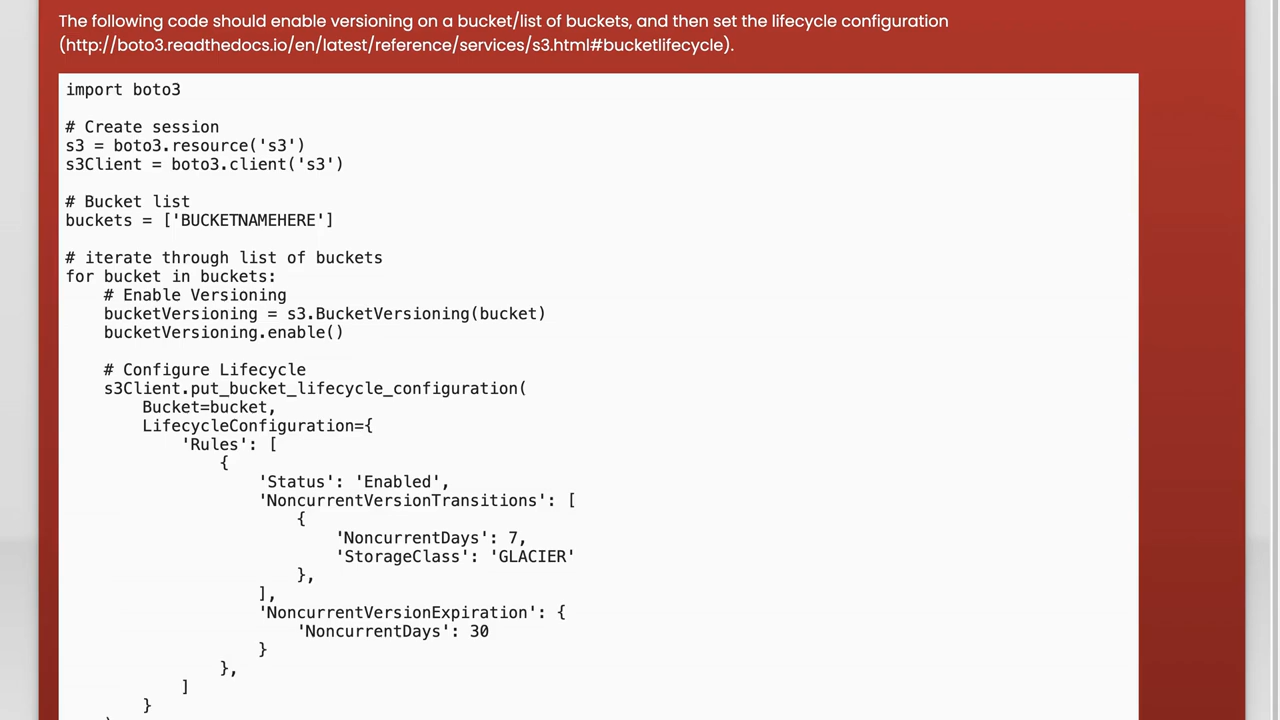 The following code should enable versioning on a bucket/list of buckets, and then set the lifecycle configuration
(http://boto3.readthedocs.io/en/latest/reference/services/s3.html#bucketlifecycle).
import boto3
# Create session
s3 = boto3.resource('s3')
s3Client = boto3.client('s3')
# Bucket list
buckets = ['BUCKETNAMEHERE']
# iterate through list of buckets
for bucket in buckets:
# Enable Versioning
bucketVersioning = s3.BucketVersioning(bucket)
bucketVersioning.enable()
# Configure Lifecycle
s3Client.put_bucket_lifecycle_configuration(
Bucket=bucket,
LifecycleConfiguration={
'Rules': [
{
'Status': 'Enabled',
'NoncurrentVersionTransitions': [
{
'NoncurrentDays': 7,
'StorageClass': 'GLACIER'
},
],
'NoncurrentVersionExpiration': {
'NoncurrentDays': 30
}
},
]
}